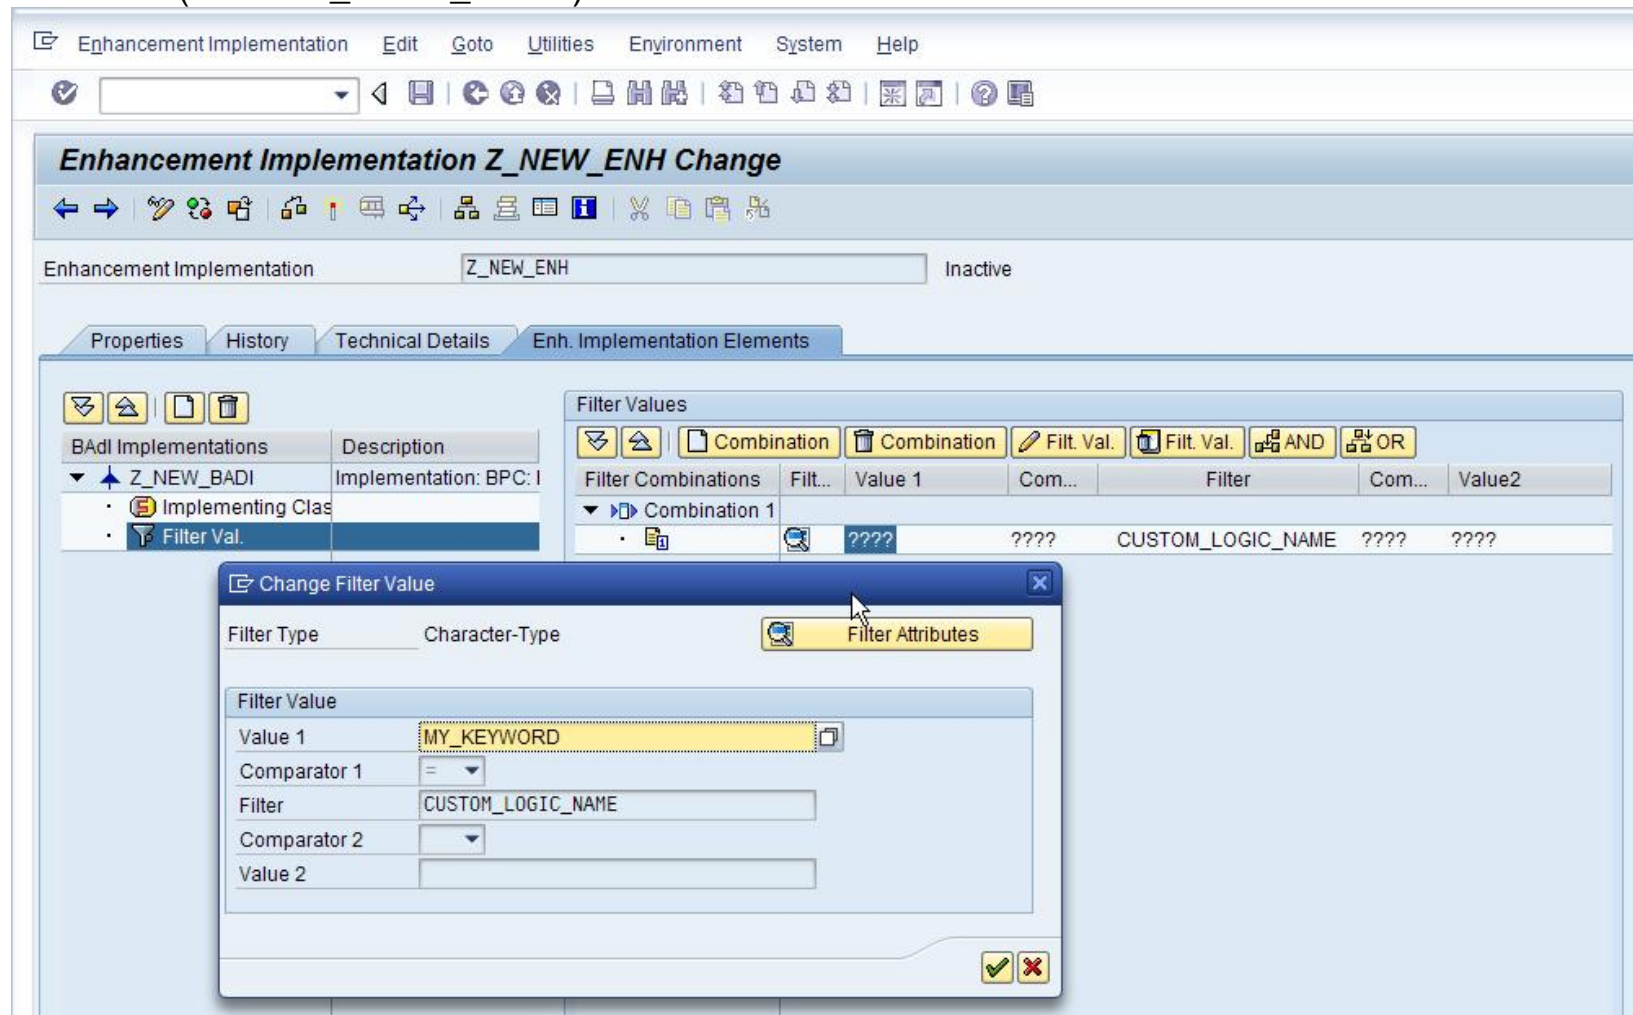 Enhancement Implementation Edit Goto Utilities Environment System Help
Enhancement Implementation Z_NEW_ENH Change
Enhancement Implementation Z_NEW_ENH Inactive
Properties History Technical Details Enh. Implementation Elements
Filter Values
Combination Combination Filt. Val. Filt. Val. AND OR
BAdI Implementations Description
Filter Combinations Filt... Value 1 Com... Filter Com... Value2
Z_NEW_BADI Implementation: BPC:
Combination 1
Implementing Clas
Filter Val.
???? ???? CUSTOM_LOGIC_NAME ???? ????
Change Filter Value
Filter Type Character-Type Filter Attributes
Filter Value
Value 1 MY_KEYWORD
Comparator 1 =
Filter CUSTOM_LOGIC_NAME
Comparator 2
Value 2